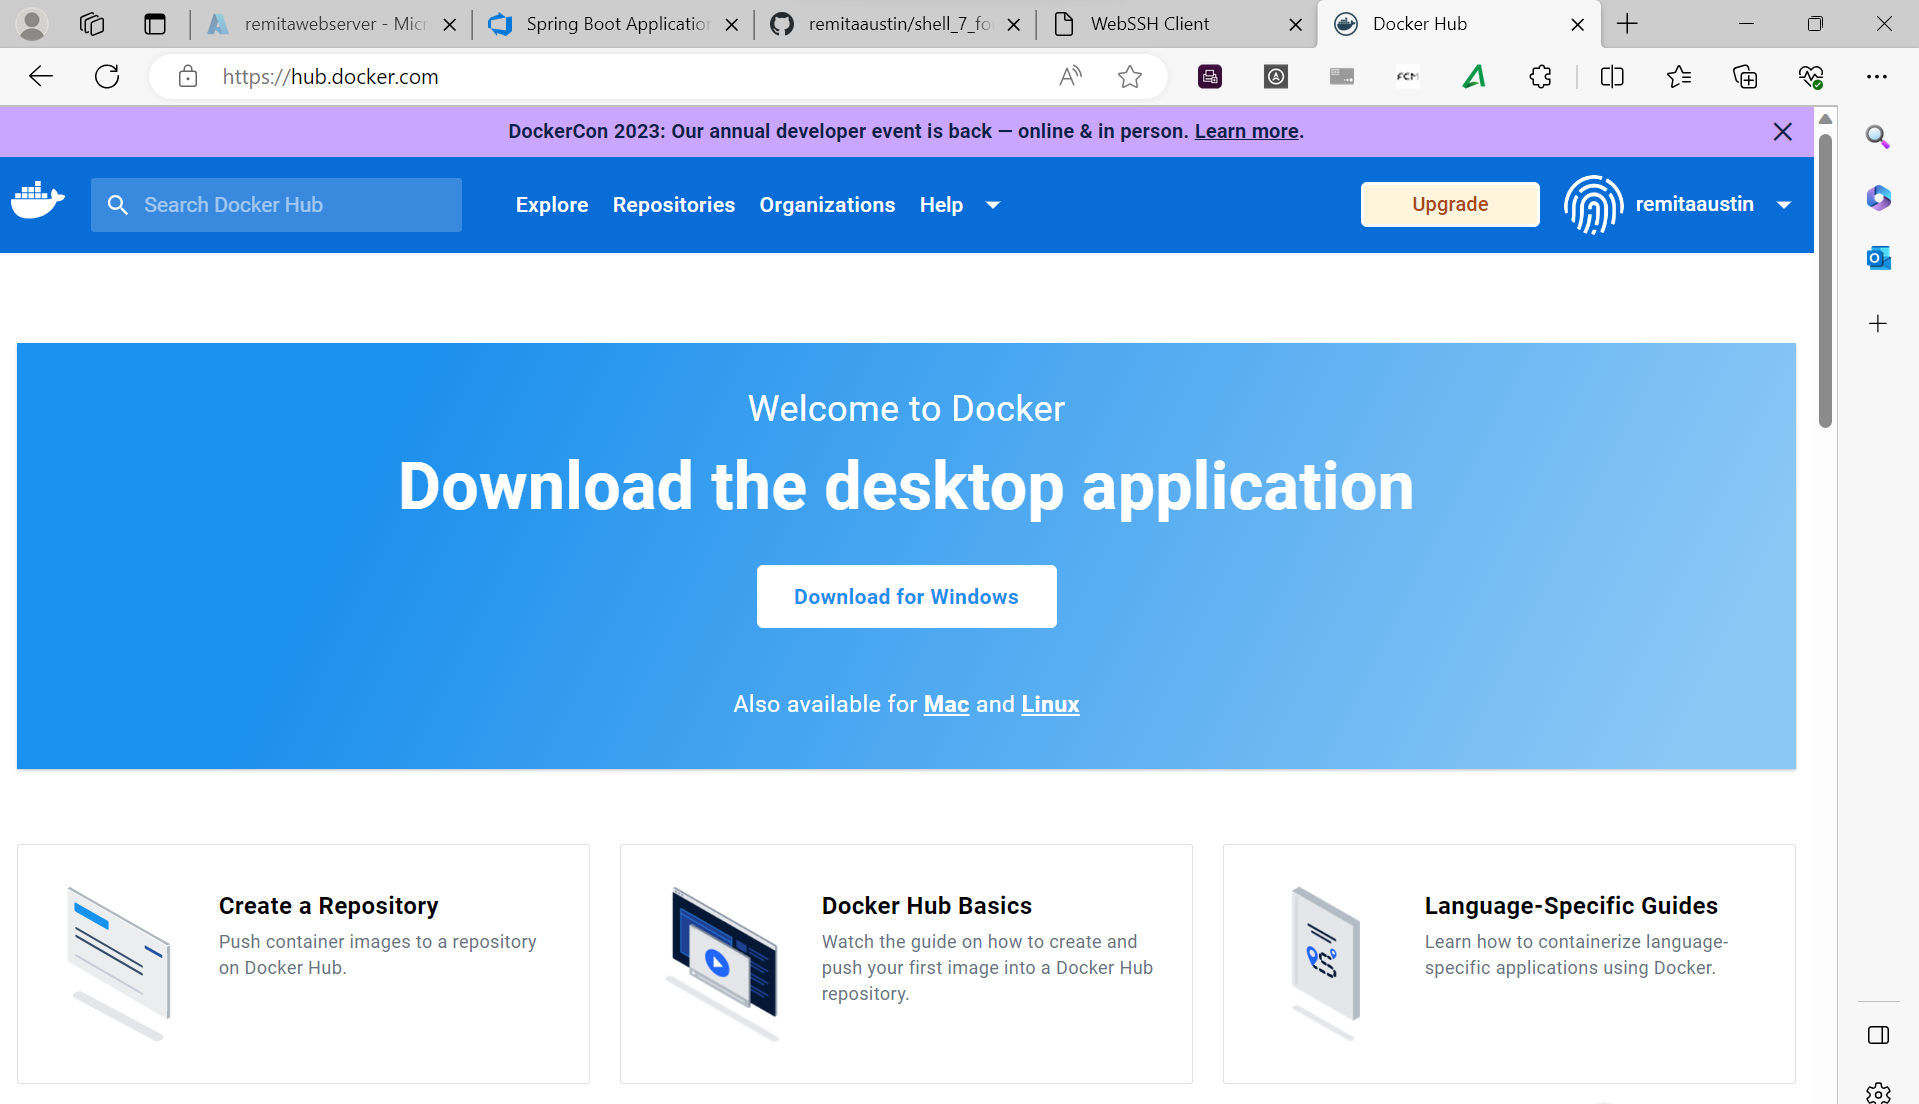 remitawebserver - Micr
Spring Boot Application
remitaaustin/shell_7_fo
WebSSH Client
Docker Hub
https://hub.docker.com
A
FCM
DockerCon 2023: Our annual developer event is back — online & in person. Learn more.
Search Docker Hub
Explore
Repositories
Organizations
Help
Upgrade
remitaaustin
Welcome to Docker
Download the desktop application
Download for Windows
Also available for Mac and Linux
Create a Repository
Push container images to a repository
on Docker Hub.
Docker Hub Basics
Watch the guide on how to create and
push your first image into a Docker Hub
repository.
Language-Specific Guides
Learn how to containerize language-
specific applications using Docker.